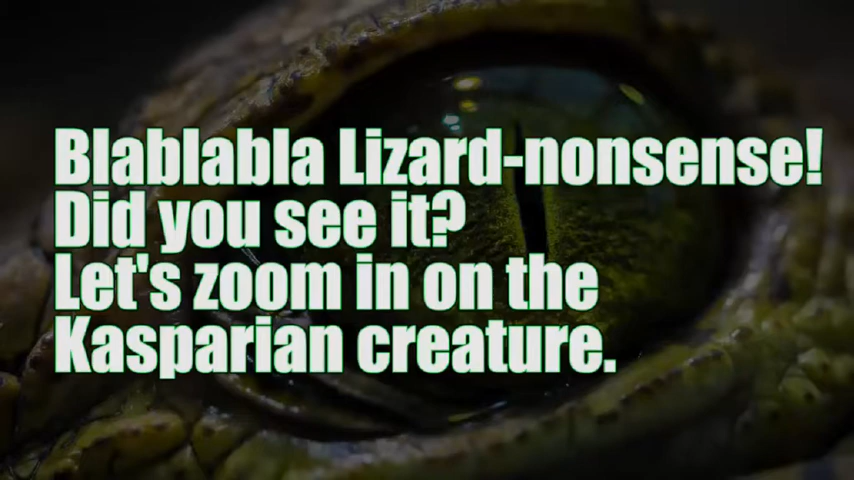 Blablabla Lizard-nonsense!
Did you see it?
Let's zoom in on the
Kasparian creature.